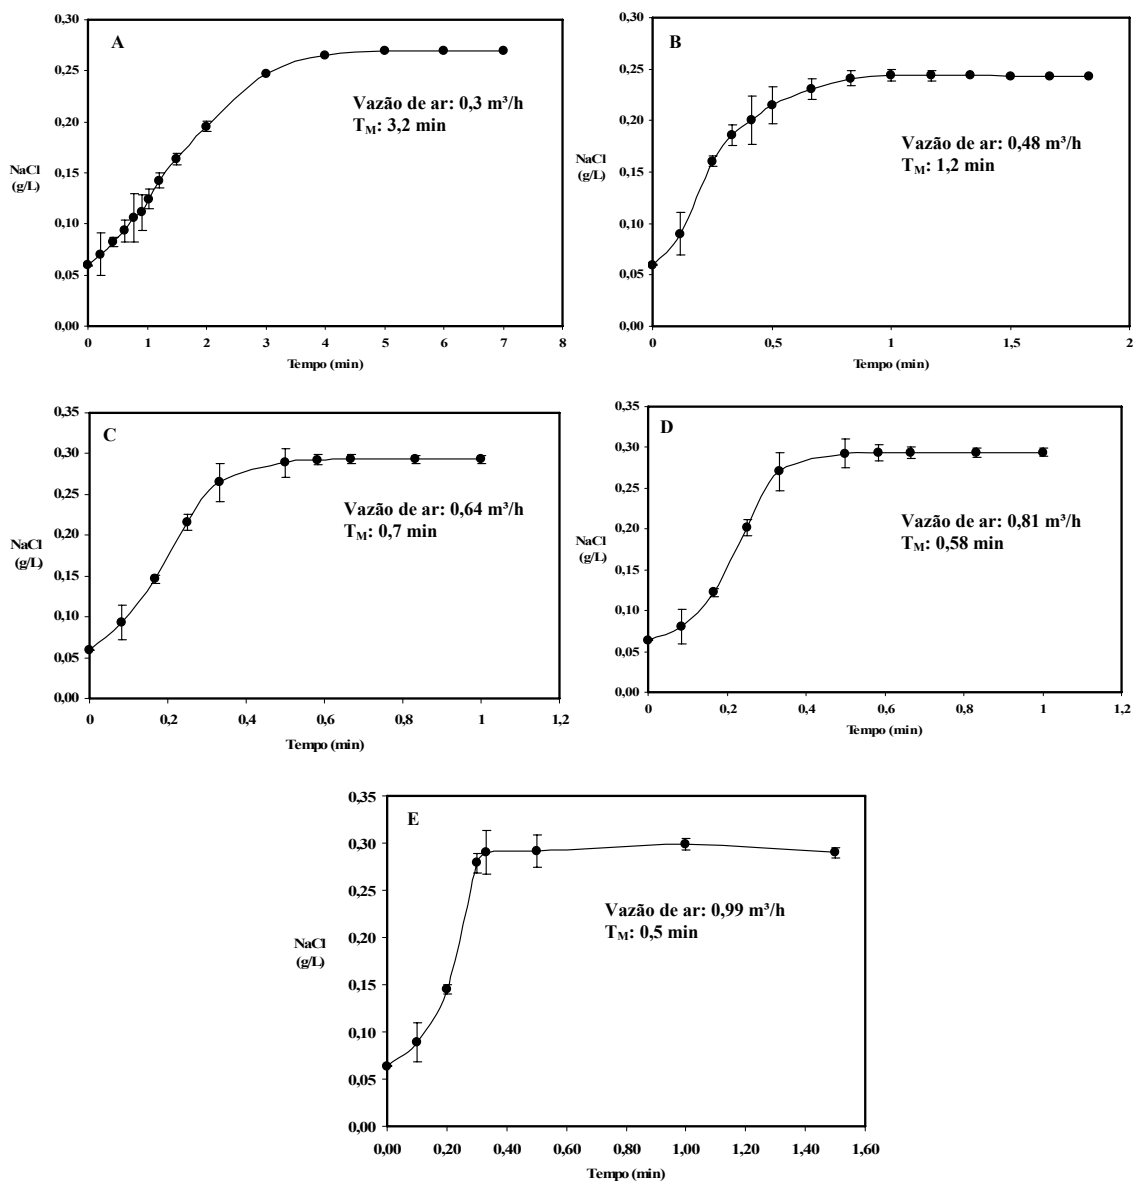 A
0,30
0,25
0,20
0,15
0,10
0,05
0,00
NaCl
(g/L)
Vazão de ar: 0,3 m³/h
TM: 3,2 min
0 1 2 3 4 5 6 7 8
Tempo (min)
B
0,30
0,25
0,20
0,15
0,10
0,05
0,00
NaCl
(g/L)
Vazão de ar: 0,48 m³/h
TM: 1,2 min
0 0,5 1 1,5 2
Tempo (min)
C
0,35
0,30
0,25
0,20
0,15
0,10
0,05
0,00
NaCl
(g/L)
Vazão de ar: 0,64 m³/h
TM: 0,7 min
0 0,2 0,4 0,6 0,8 1 1,2
Tempo (min)
D
0,35
0,30
0,25
0,20
0,15
0,10
0,05
0,00
NaCl
(g/L)
Vazão de ar: 0,81 m³/h
TM: 0,58 min
0 0,2 0,4 0,6 0,8 1 1,2
Tempo (min)
E
0,35
0,30
0,25
0,20
0,15
0,10
0,05
0,00
NaCl
(g/L)
Vazão de ar: 0,99 m³/h
TM: 0,5 min
0,00 0,20 0,40 0,60 0,80 1,00 1,20 1,40 1,60
Tempo (min)